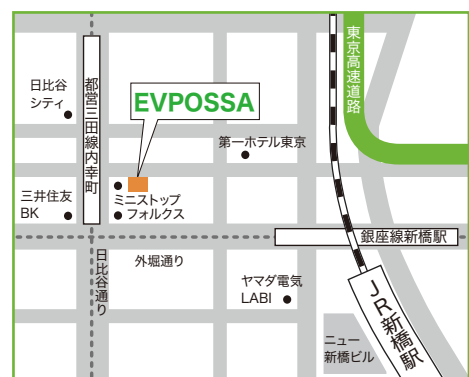 東京高速道路
日比谷
シティ
都営三田線内幸町
EVPOSSA
第一ホテル東京
三井住友
BK
ミニストップ
フォルクス
銀座線新橋駅
日比谷通り
外堀通り
ヤマダ電気
LABI
JR新橋駅
ニュー
新橋ビル